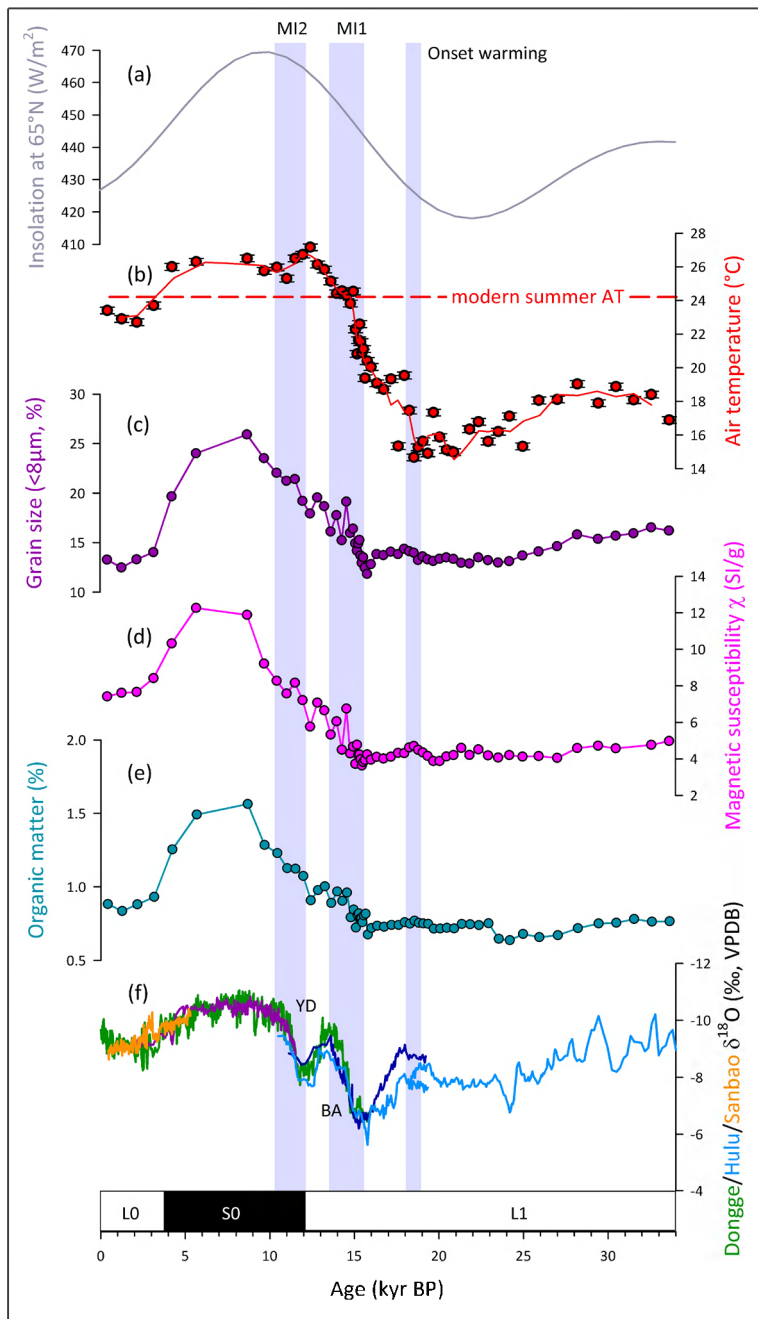 MI2 MI1
Onset warming
(a)
Insolation at 65°N (W/m²)
470
460
450
440
430
420
410
(b)
modern summer AT
Air temperature (°C)
28
26
24
22
20
18
16
14
(c)
Grain size (<8μm, %)
30
25
20
15
10
(d)
Magnetic susceptibility χ (SI/g)
14
12
10
8
6
4
2
(e)
Organic matter (%)
2.0
1.5
1.0
0.5
(f)
YD
BA
Dongge/Hulu/Sanbao δ¹⁸O (‰, VPDB)
-12
-10
-8
-6
-4
L0 S0 L1
0 5 10 15 20 25 30
Age (kyr BP)